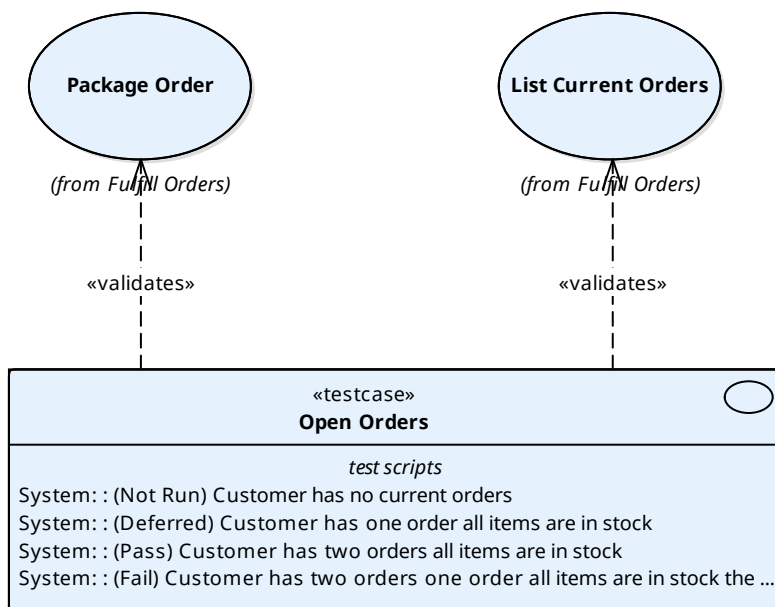 Package Order
List Current Orders
(from Fulfill Orders)
(from Fulfill Orders)
«validates»
«validates»
«testcase»
Open Orders
test scripts
System: : (Not Run) Customer has no current orders
System: : (Deferred) Customer has one order all items are in stock
System: : (Pass) Customer has two orders all items are in stock
System: : (Fail) Customer has two orders one order all items are in stock the ...